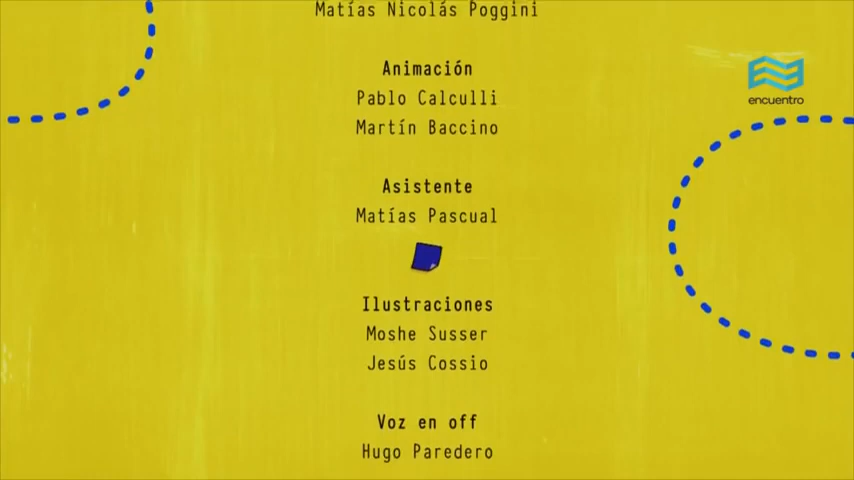 Matías Nicolás Poggini
Animación
Pablo Calculli
Martín Baccino
encuentro
Asistente
Matías Pascual
Ilustraciones
Moshe Susser
Jesús Cossio
Voz en off
Hugo Paredero